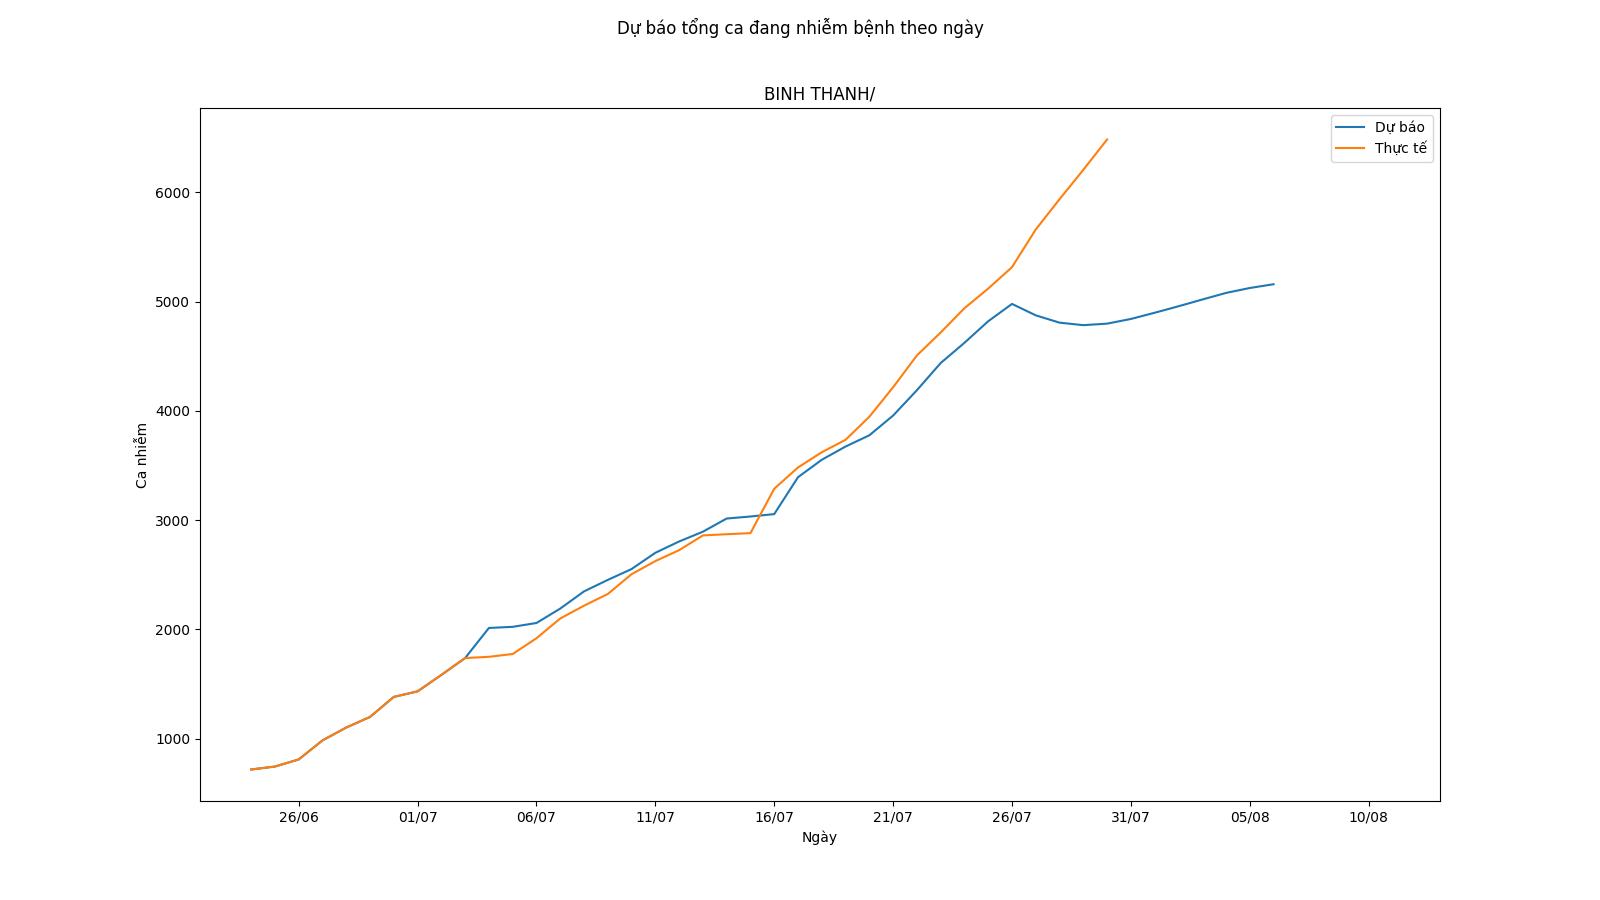 Dự báo tổng ca đang nhiễm bệnh theo ngày
BINH THANH/
Dự báo
Thực tế
Ca nhiễm
6000
5000
4000
3000
2000
1000
26/06 01/07 06/07 11/07 16/07 21/07 26/07 31/07 05/08 10/08
Ngày